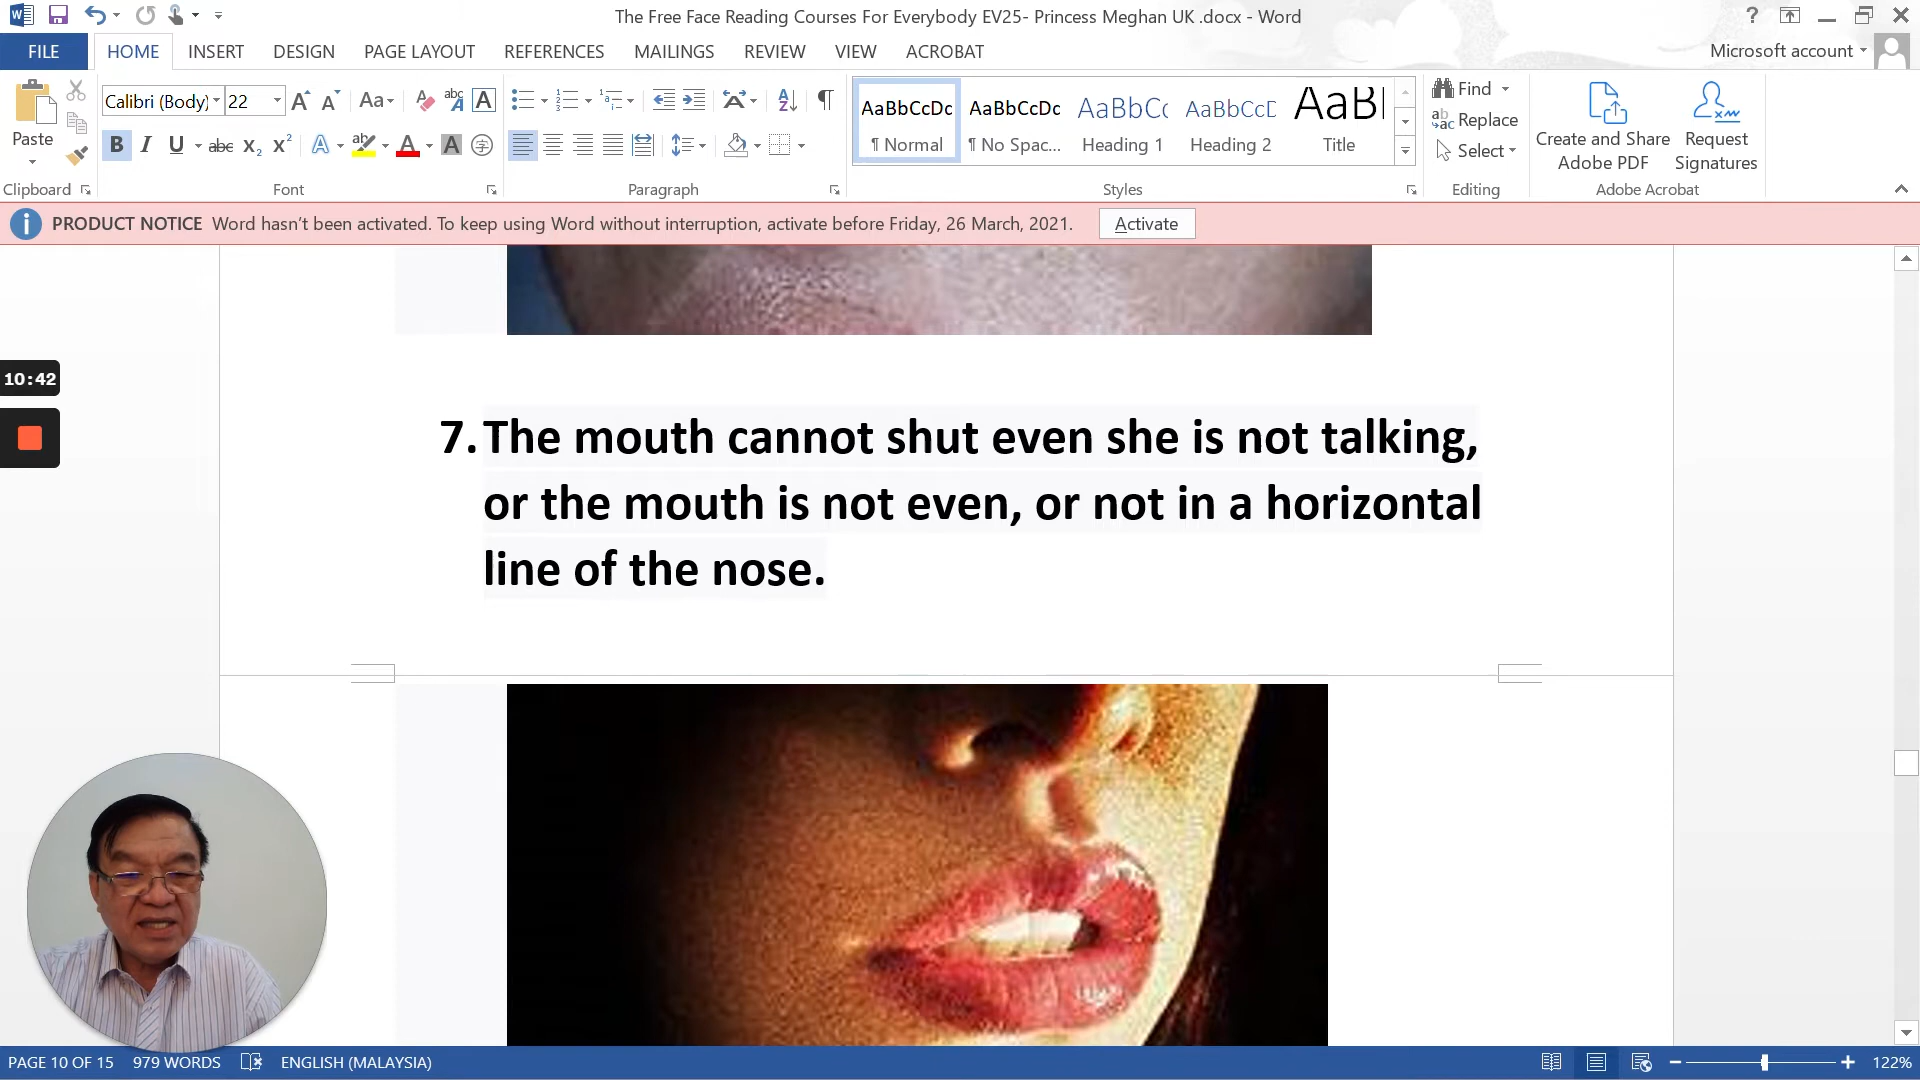 The Free Face Reading Courses For Everybody EV25- Princess Meghan UK .docx - Word
FILE HOME INSERT DESIGN PAGE LAYOUT REFERENCES MAILINGS REVIEW VIEW ACROBAT Microsoft account
Calibri (Body) 22
Paste
Clipboard Font Paragraph Styles Editing Adobe Acrobat
AaBbCcDc AaBbCcDc AaBbCc AaBbCcD AaBl
¶ Normal ¶ No Spac... Heading 1 Heading 2 Title
Find
Replace
Select
Create and Share Adobe PDF
Request Signatures
PRODUCT NOTICE Word hasn't been activated. To keep using Word without interruption, activate before Friday, 26 March, 2021. Activate
10:42
7. The mouth cannot shut even she is not talking,
or the mouth is not even, or not in a horizontal
line of the nose.
PAGE 10 OF 15 979 WORDS ENGLISH (MALAYSIA) 122%